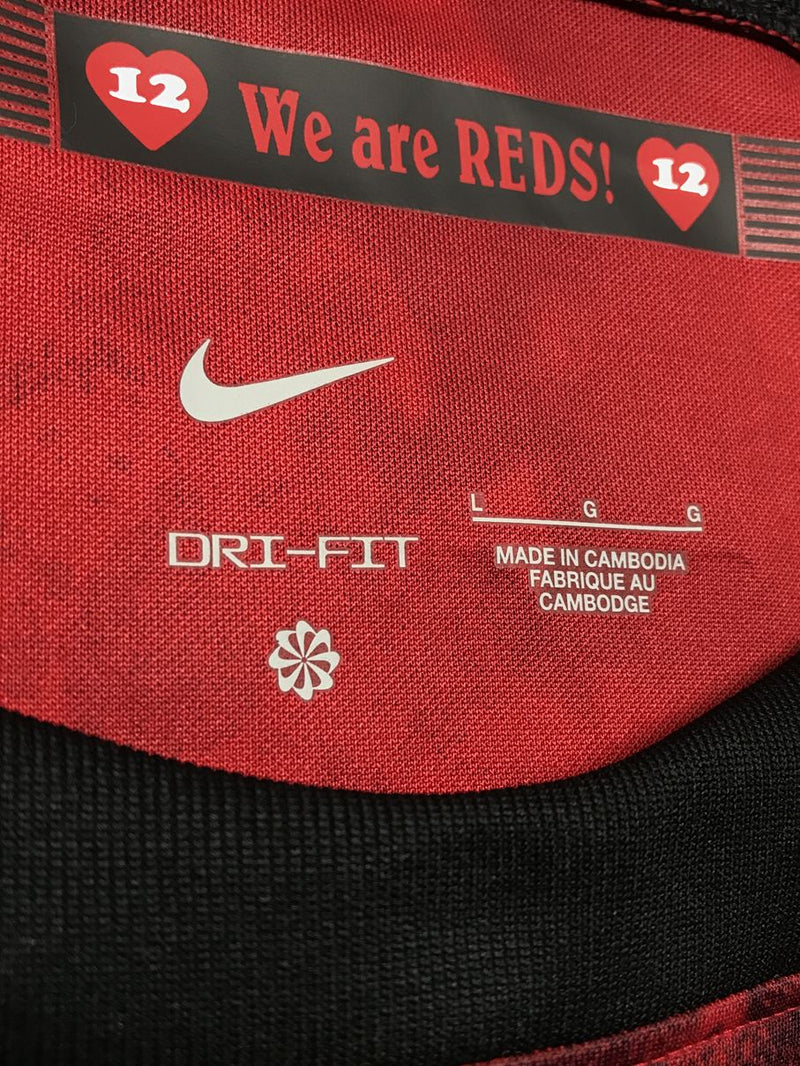 12 We are REDS! 12
DRI-FIT
L G G
MADE IN CAMBODIA
FABRIQUE AU
CAMBODGE